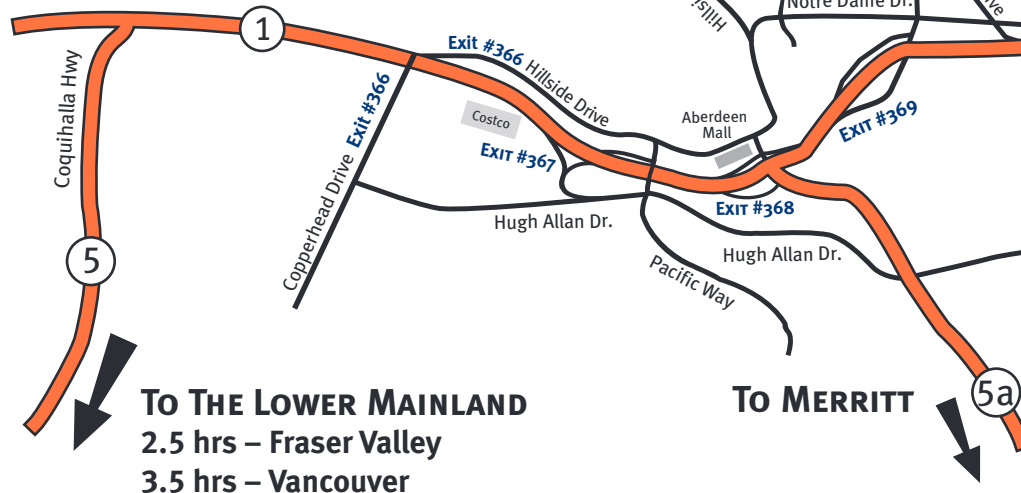 Notre Dame Dr.
1
Exit #366 Hillside Drive
Coquihalla Hwy
Copperhead Drive Exit #366
Costco
Aberdeen
Mall
Exit #369
Exit #367
Exit #368
Hugh Allan Dr.
Hugh Allan Dr.
5
Pacific Way
To The Lower Mainland
2.5 hrs – Fraser Valley
3.5 hrs – Vancouver
To Merritt
5a